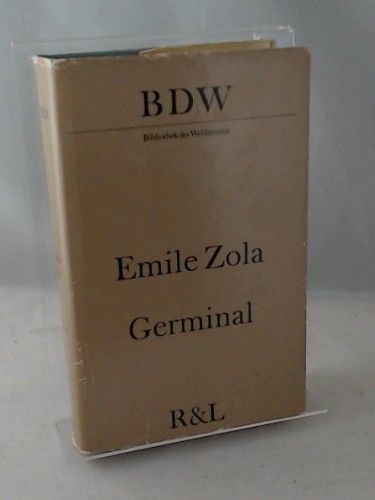 BDW
Bibliothek der Weltliteratur
Emile Zola
Germinal
R&L